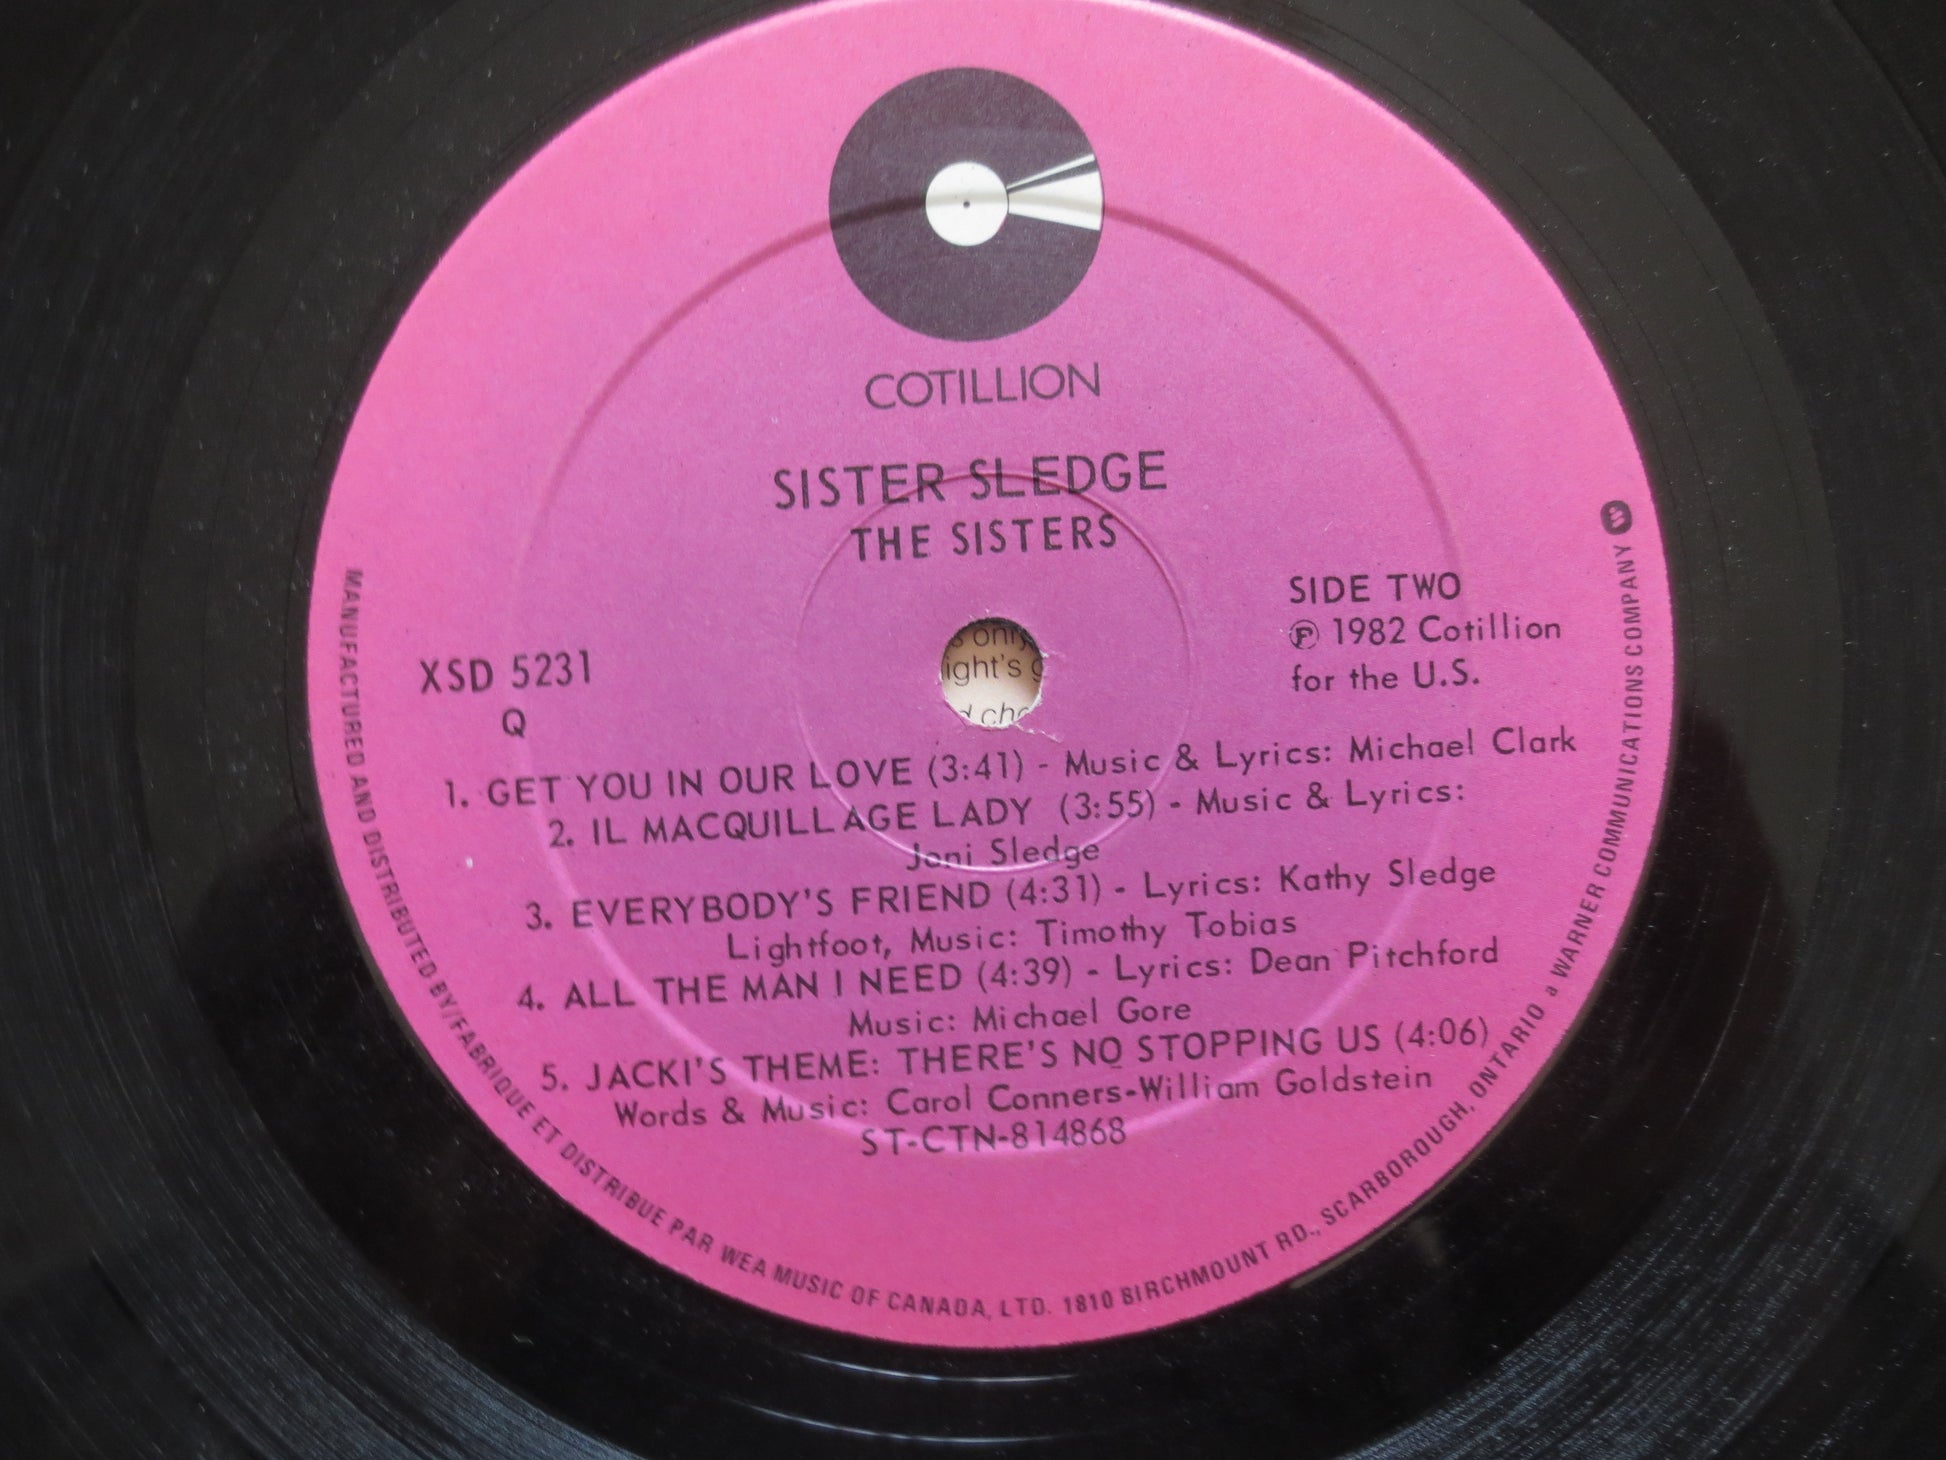 COTILLION
SISTER SLEDGE
THE SISTERS
SIDE TWO
Ⓟ 1982 Cotillion
for the U.S.
XSD 5231
Q
only
ight's g
1. GET YOU IN OUR LOVE (3:41) - Music & Lyrics: Michael Clark
2. IL MACQUILLAGE LADY (3:55) - Music & Lyrics:
Joni Sledge
3. EVERYBODY'S FRIEND (4:31) - Lyrics: Kathy Sledge
Lightfoot, Music: Timothy Tobias
4. ALL THE MAN I NEED (4:39) - Lyrics: Dean Pitchford
Music: Michael Gore
5. JACKI'S THEME: THERE'S NO STOPPING US (4:06)
Words & Music: Carol Conners-William Goldstein
ST-CTN-814868
MANUFACTURED AND DISTRIBUTED BY/FABRIQUE ET DISTRIBUE PAR WEA MUSIC OF CANADA, LTD. 1810 BIRCHMOUNT RD., SCARBOROUGH, ONTARIO a WARNER COMMUNICATIONS COMPANY